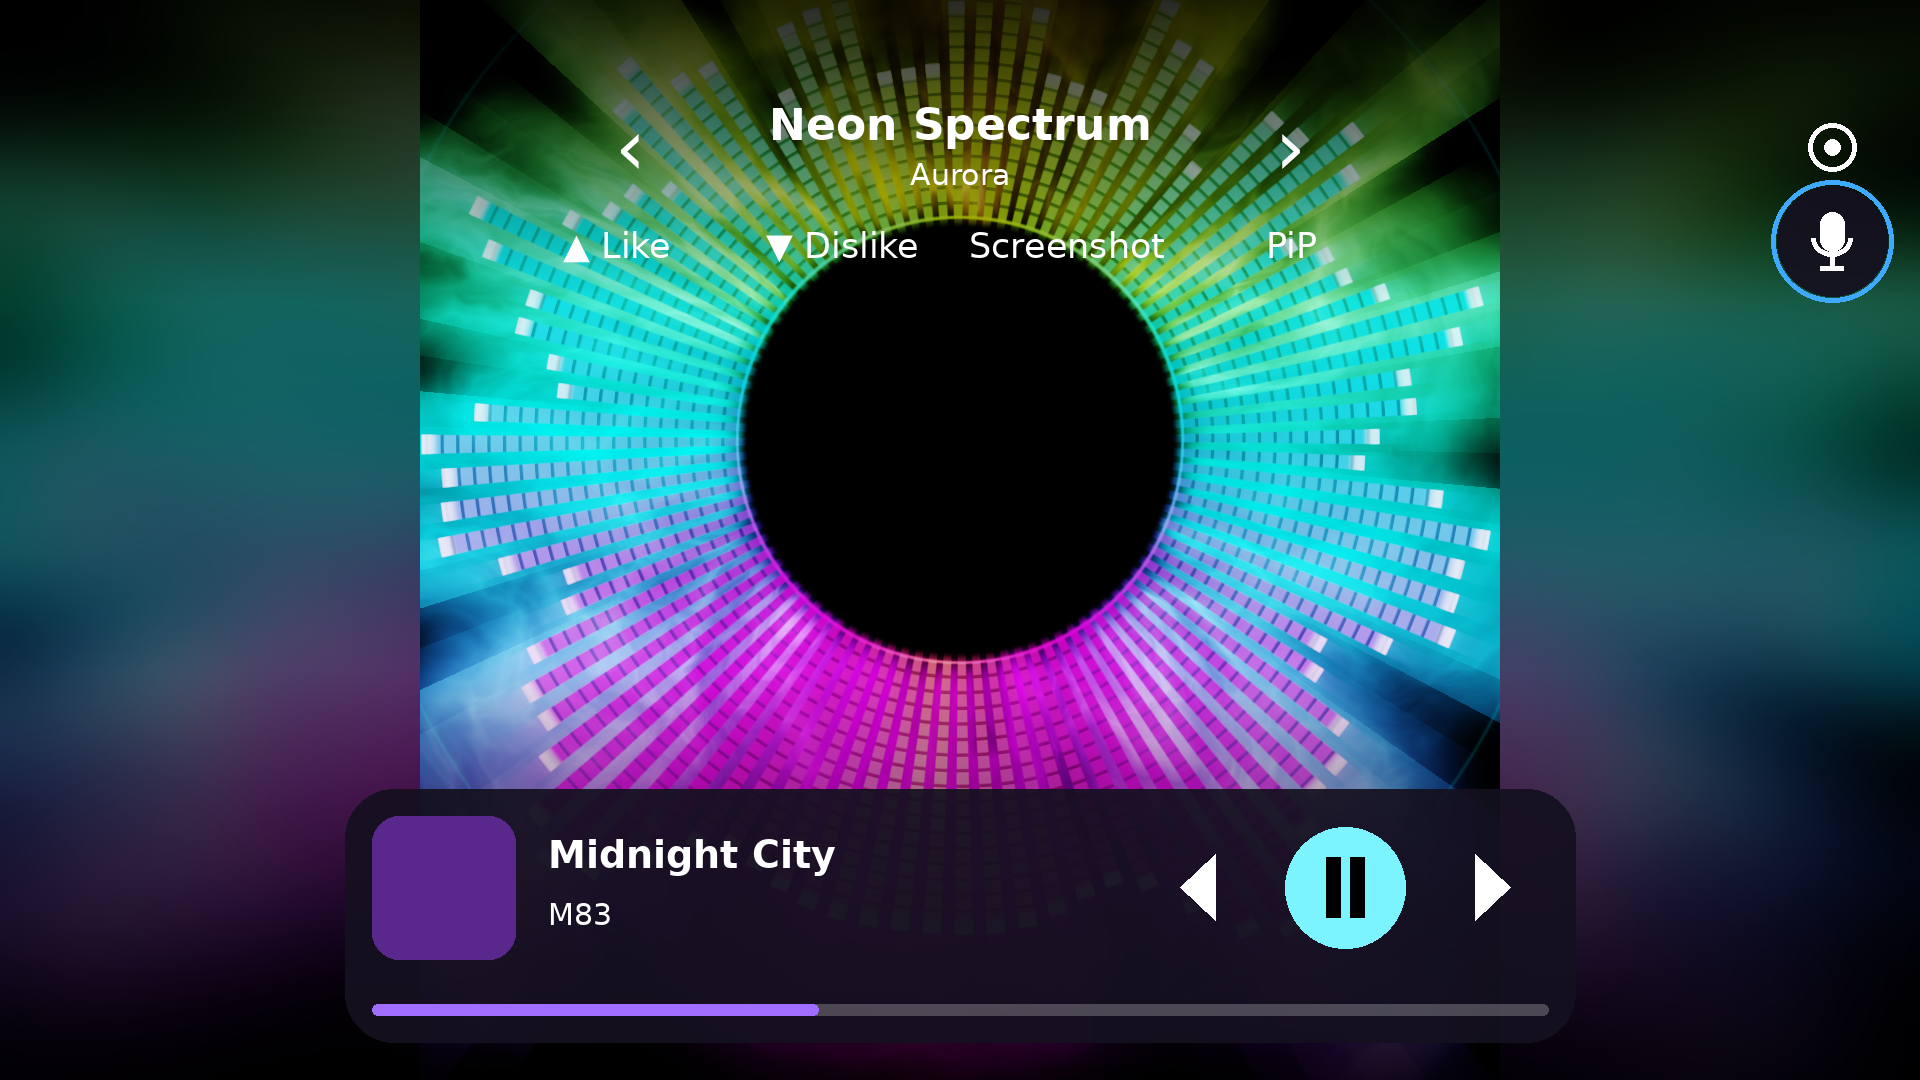 Neon Spectrum
Aurora
▲ Like ▼ Dislike Screenshot PiP
Midnight City
M83